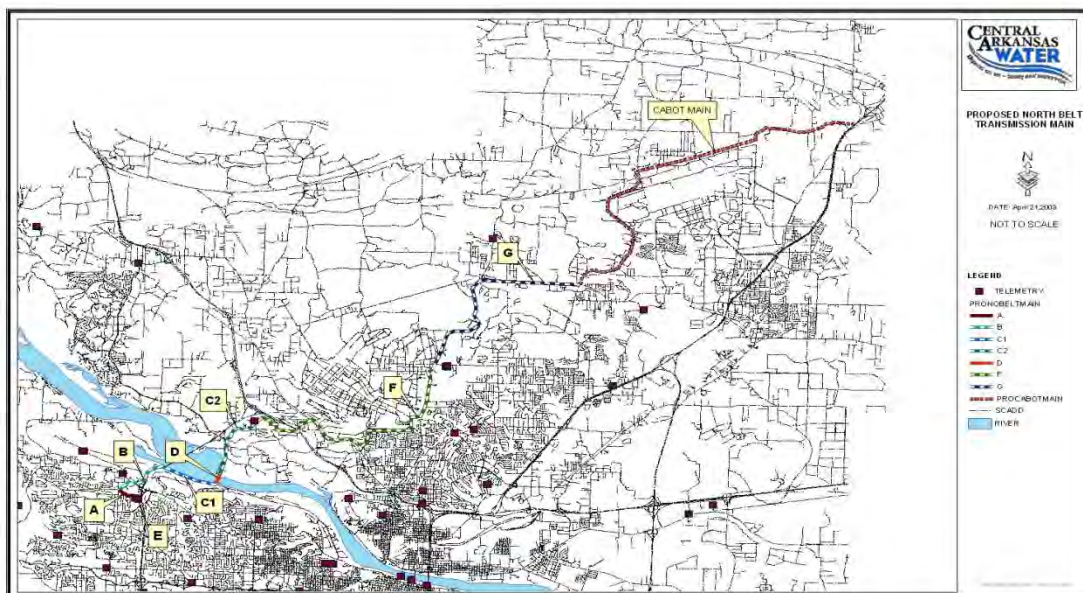 CABOT MAIN
G
F
C2
B
D
A
C1
E
CENTRAL
ARKANSAS
WATER
PROPOSED NORTH BELT
TRANSMISSION MAIN
N
DATE: April 21,2003
NOT TO SCALE
LEGEND
TELEMETRY
PRONOBELTMAIN
A
B
C1
C2
D
F
G
PROCABOTMAIN
SCADD
RIVER